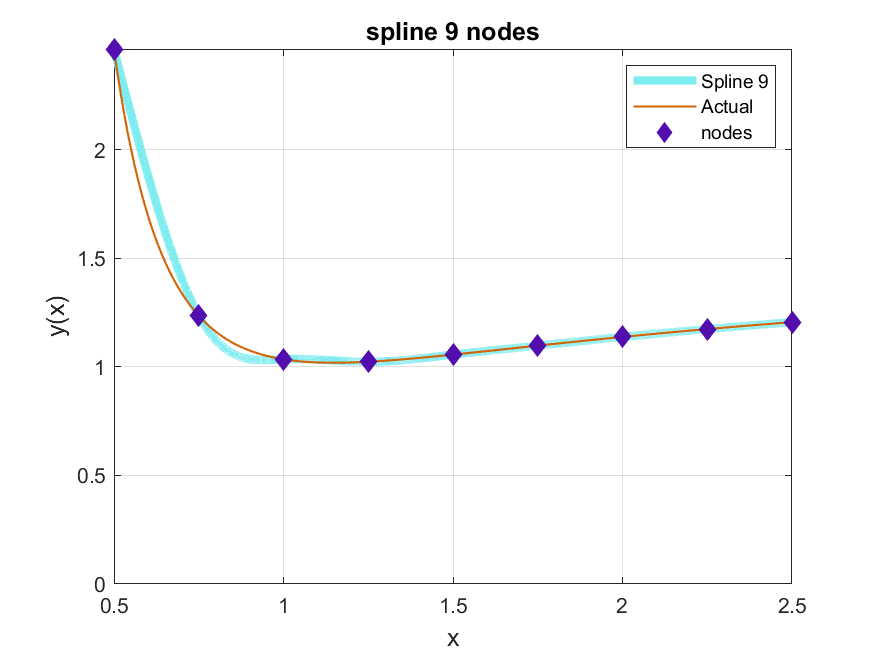 spline 9 nodes
Spline 9
Actual
nodes
y(x)
2
1.5
1
0.5
0
0.5 1 1.5 2 2.5
x